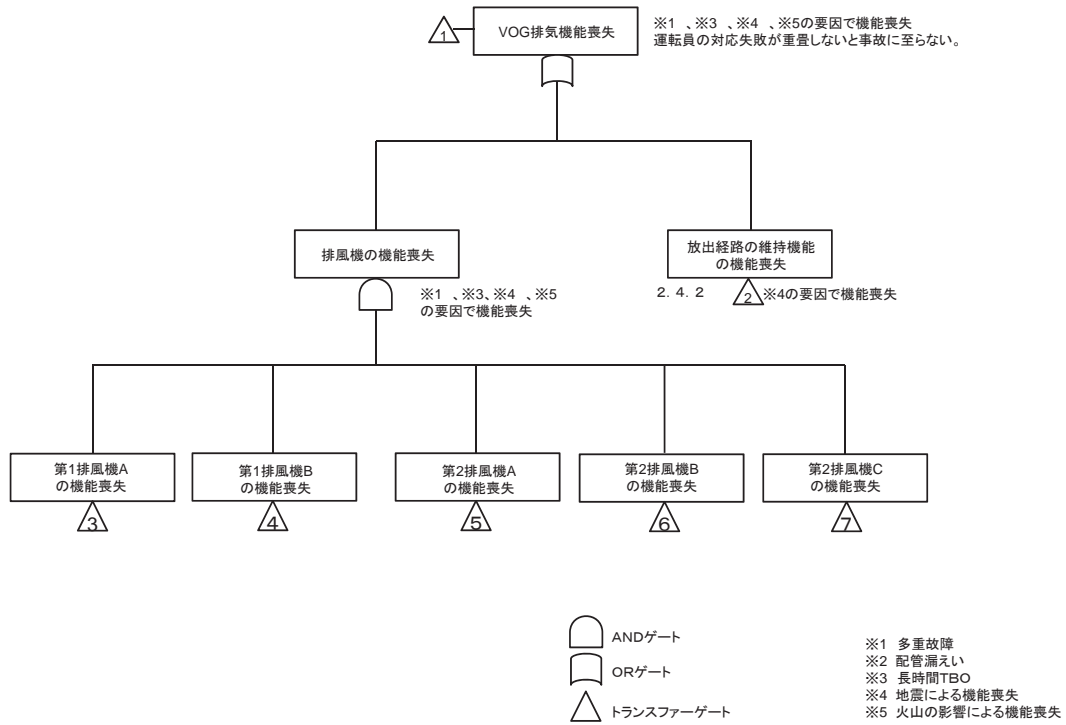 1
VOG排気機能喪失
※1 、※3 、※4 、※5の要因で機能喪失
運転員の対応失敗が重畳しないと事故に至らない。
排風機の機能喪失
※1 、※3、※4 、※5
の要因で機能喪失
放出経路の維持機能
の機能喪失
2．4．2
2
※4の要因で機能喪失
第1排風機A
の機能喪失
3
第1排風機B
の機能喪失
4
第2排風機A
の機能喪失
5
第2排風機B
の機能喪失
6
第2排風機C
の機能喪失
7
ANDゲート
ORゲート
トランスファーゲート
※1 多重故障
※2 配管漏えい
※3 長時間TBO
※4 地震による機能喪失
※5 火山の影響による機能喪失